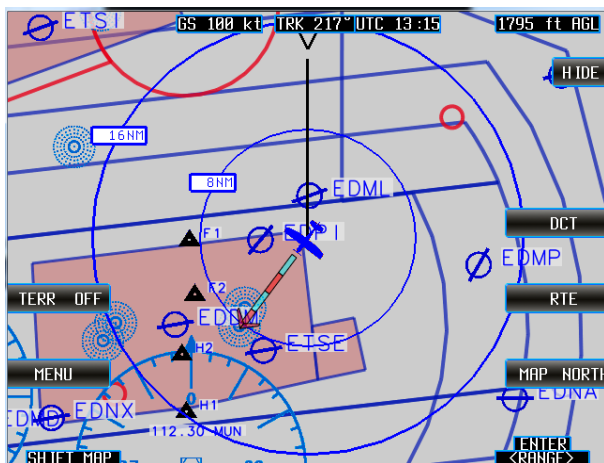 ETSI
GS 100 kt
TRK 217°
UTC 13:15
1795 ft AGL
HIDE
16NM
8NM
EDML
F1
EDPI
DCT
EDMP
F2
TERR OFF
RTE
EDDM
H2
ETSE
MENU
MAP NORTH
0
EDNA
EDNX
H1
112.30 MUN
ENTER
SHIFT MAP
<RANGE>